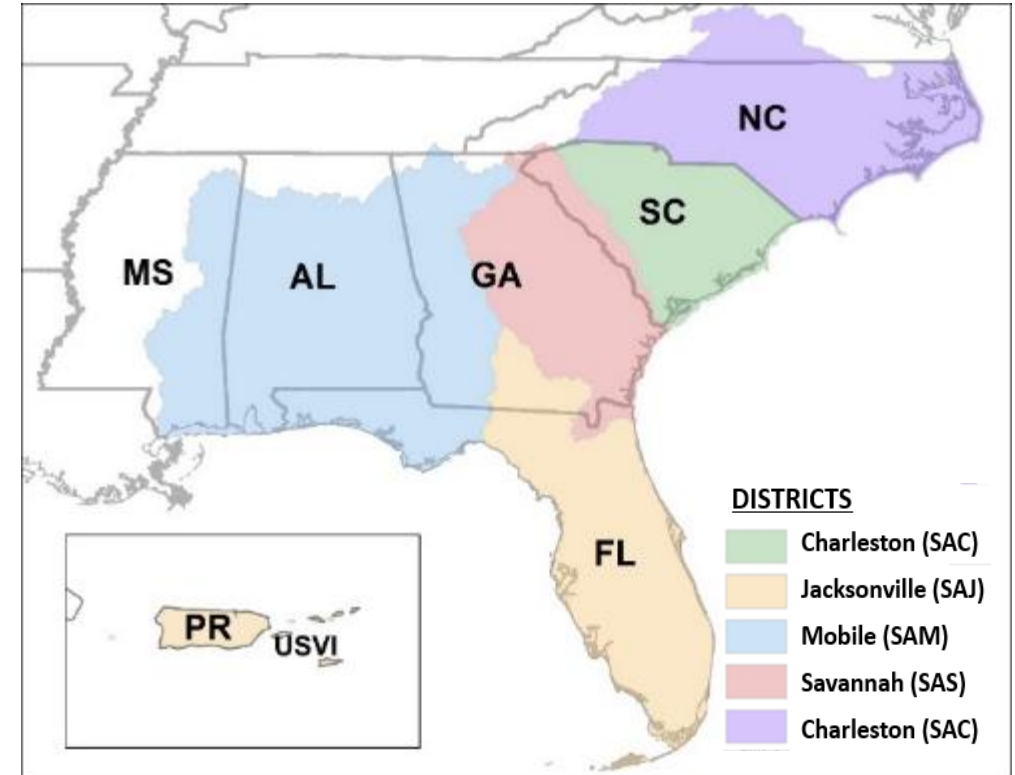 NC
SC
MS
AL
GA
DISTRICTS
Charleston (SAC)
FL
Jacksonville (SAJ)
PR
USVI
Mobile (SAM)
Savannah (SAS)
Charleston (SAC)